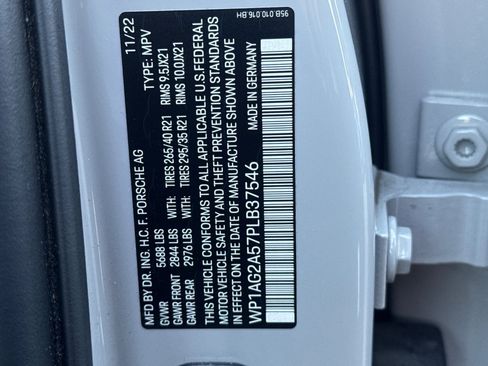 95B.010.016.BH
MFD BY DR. ING. H.C. F. PORSCHE AG 11/22
GVWR 5688 LBS TYPE: MPV
GAWR FRONT 2844 LBS WITH TIRES 265/40 R21 RIMS 9.5JX21
GAWR REAR 2976 LBS WITH TIRES 295/35 R21 RIMS 10.0JX21
THIS VEHICLE CONFORMS TO ALL APPLICABLE U.S. FEDERAL
MOTOR VEHICLE SAFETY AND THEFT PREVENTION STANDARDS
IN EFFECT ON THE DATE OF MANUFACTURE SHOWN ABOVE
WP1AG2A57PLB37546 MADE IN GERMANY